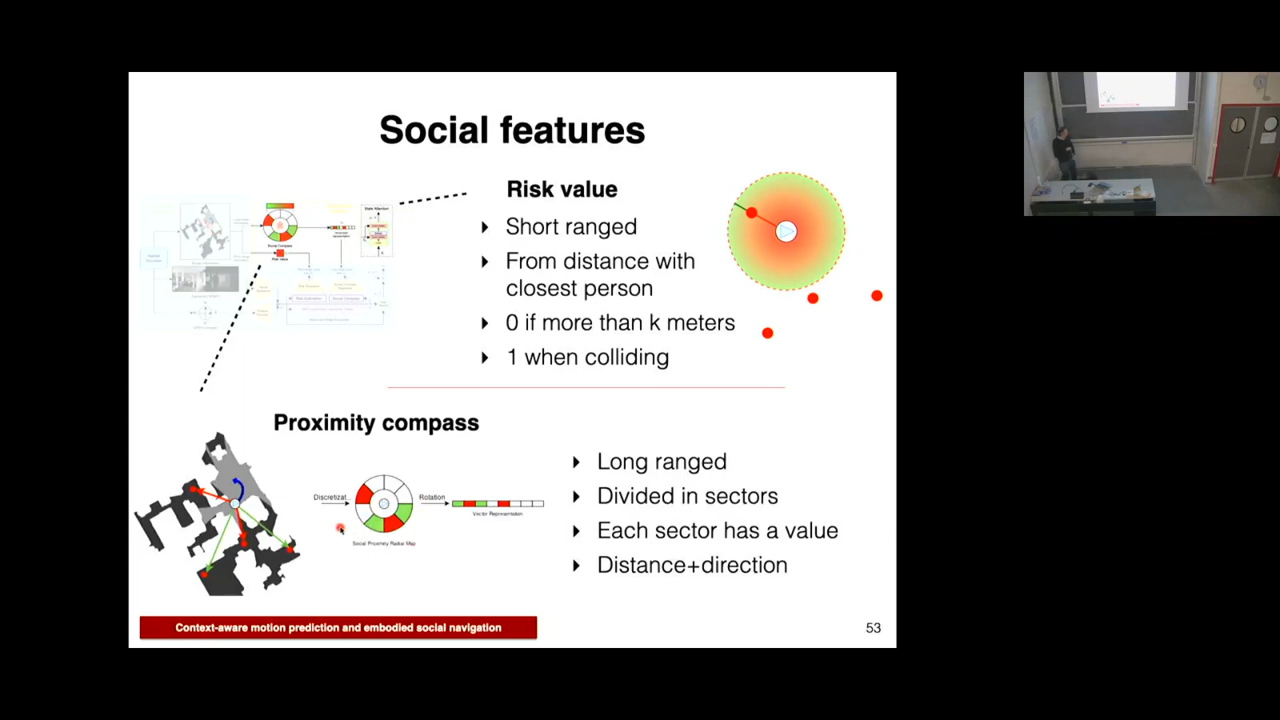 Social features
Risk value
Short ranged
From distance with
closest person
0 if more than k meters
1 when colliding
Proximity compass
Discretizat...
Rotation
Vector Representation
Social Proximity Radial Map
Long ranged
Divided in sectors
Each sector has a value
Distance+direction
Context-aware motion prediction and embodied social navigation
53